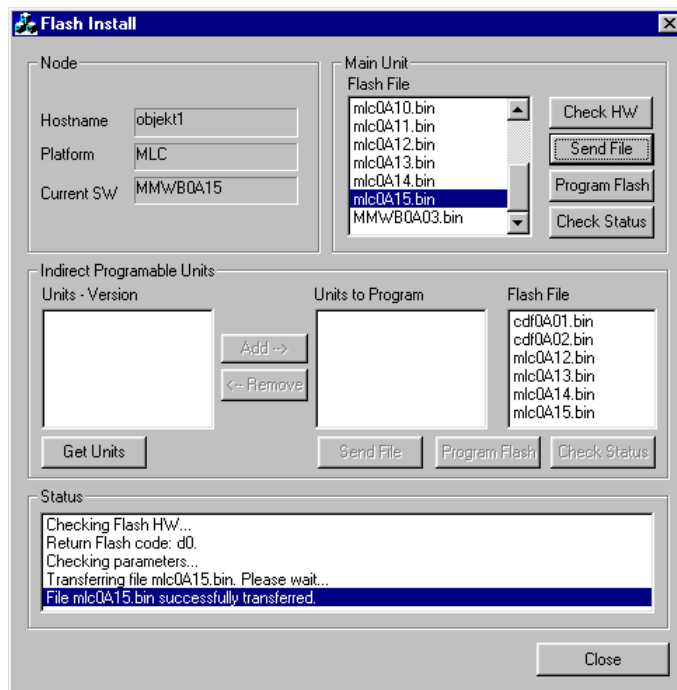 Flash Install
Node
Hostname objekt1
Platform MLC
Current SW MMWB0A15
Main Unit
Flash File
mlc0A10.bin
mlc0A11.bin
mlc0A12.bin
mlc0A13.bin
mlc0A14.bin
mlc0A15.bin
MMWB0A03.bin
Check HW
Send File
Program Flash
Check Status
Indirect Programable Units
Units - Version
Units to Program
Flash File
Add -->
<-- Remove
cdf0A01.bin
cdf0A02.bin
mlc0A12.bin
mlc0A13.bin
mlc0A14.bin
mlc0A15.bin
Get Units
Send File
Program Flash
Check Status
Status
Checking Flash HW...
Return Flash code: d0.
Checking parameters...
Transferring file mlc0A15.bin. Please wait...
File mlc0A15.bin successfully transferred.
Close